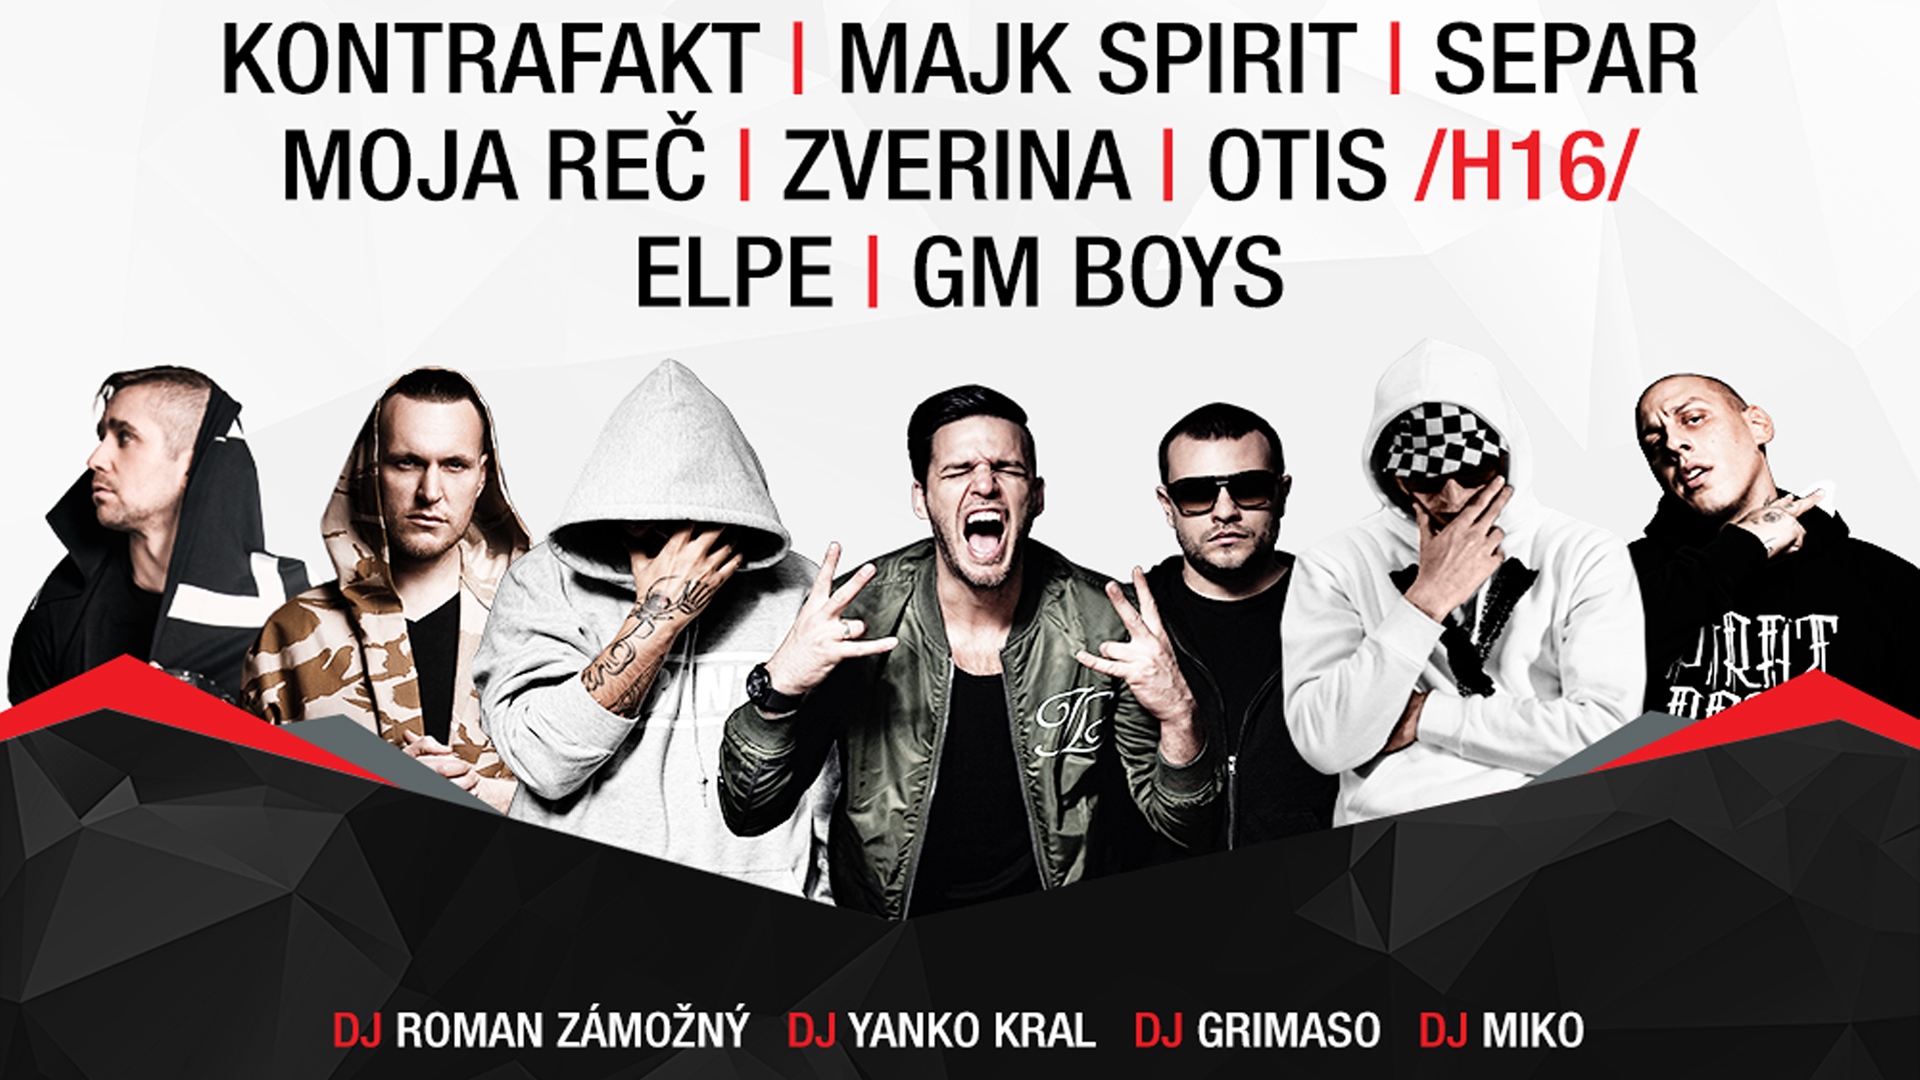 KONTRAFAKT | MAJK SPIRIT | SEPAR
MOJA REČ | ZVERINA | OTIS /H16/
ELPE | GM BOYS
DJ ROMAN ZÁMOŽNÝ DJ YANKO KRAL DJ GRIMASO DJ MIKO